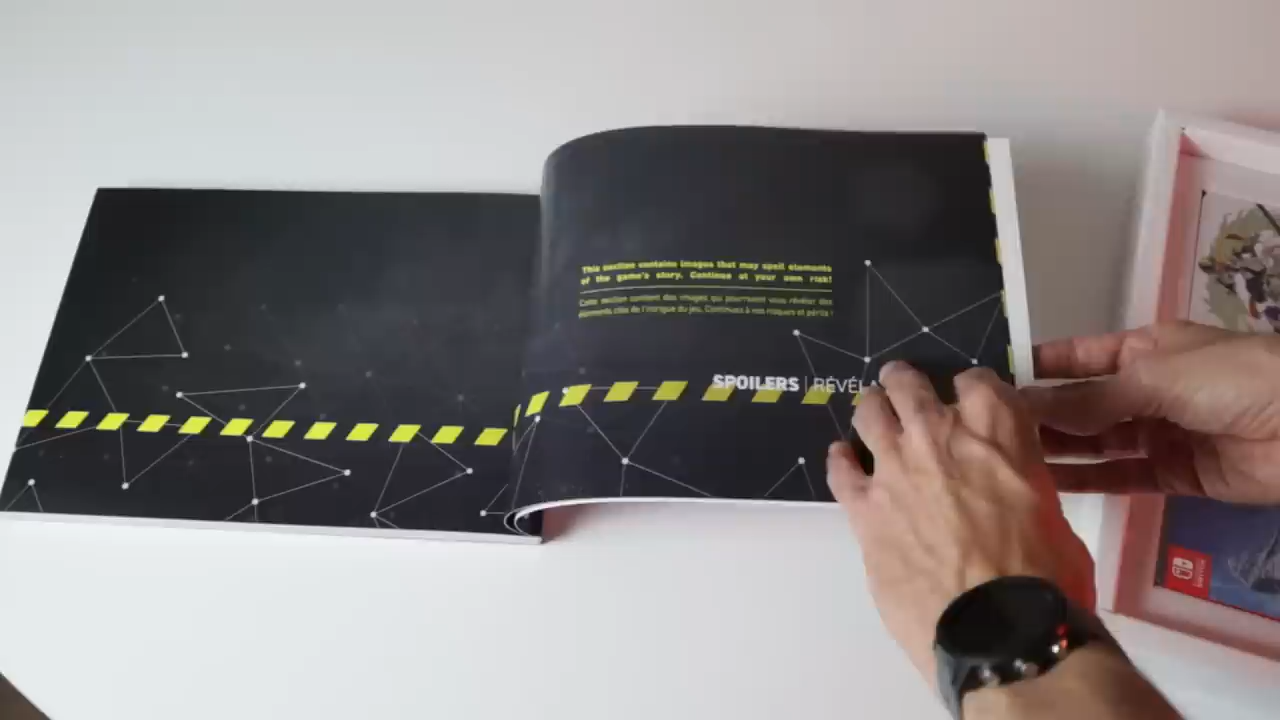 This section contains images that may spoil elements
of the game's story. Continue at your own risk!
Cette section contient des images qui pourraient vous révéler des
éléments clés de l'intrigue du jeu. Continuez à vos risques et périls !
SPOILERS | RÉVÉLA
SWITCH